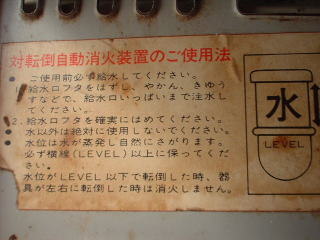 対転倒自動消火装置のご使用法
● ご使用前必ず給水してください。
1. 給水口フタをはずし、やかん、きゅう
すなどで、給水口いっぱいまで注水し
てください。
2. 給水口フタを確実にはめてください。
水以外は絶対に使用しないでください。
水位は水が蒸発し自然にさがります。
必ず横線(LEVEL)以上に保ってくだ
さい。
水位がLEVEL以下で転倒した時、器
具が左右に転倒した時は消火しません。
水
LEVEL